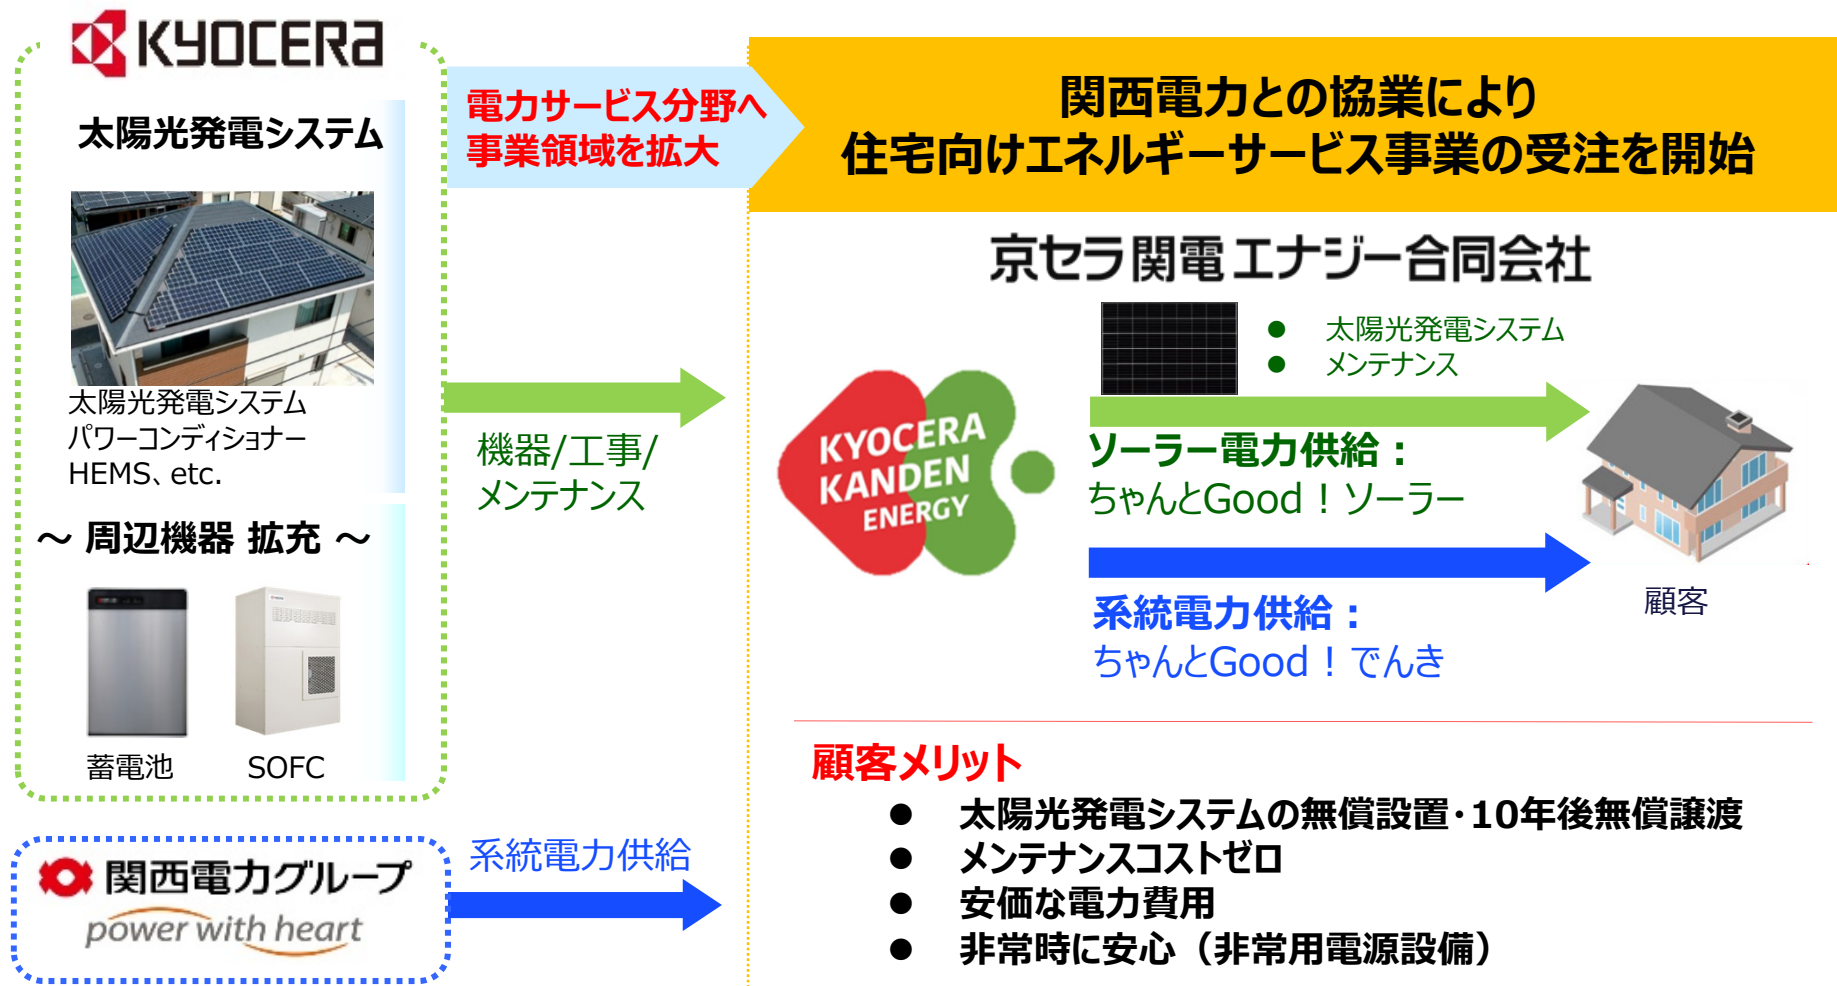 KYOCERA
太陽光発電システム
太陽光発電システム
パワーコンディショナー
HEMS、etc.
～ 周辺機器 拡充 ～
蓄電池
SOFC
関西電力グループ
power with heart
電力サービス分野へ
事業領域を拡大
機器/工事/
メンテナンス
系統電力供給
関西電力との協業により
住宅向けエネルギーサービス事業の受注を開始
京セラ関電エナジー合同会社
KYOCERA
KANDEN
ENERGY
● 太陽光発電システム
● メンテナンス
ソーラー電力供給：
ちゃんとGood！ソーラー
系統電力供給：
ちゃんとGood！でんき
顧客
顧客メリット
● 太陽光発電システムの無償設置･10年後無償譲渡
● メンテナンスコストゼロ
● 安価な電力費用
● 非常時に安心（非常用電源設備）